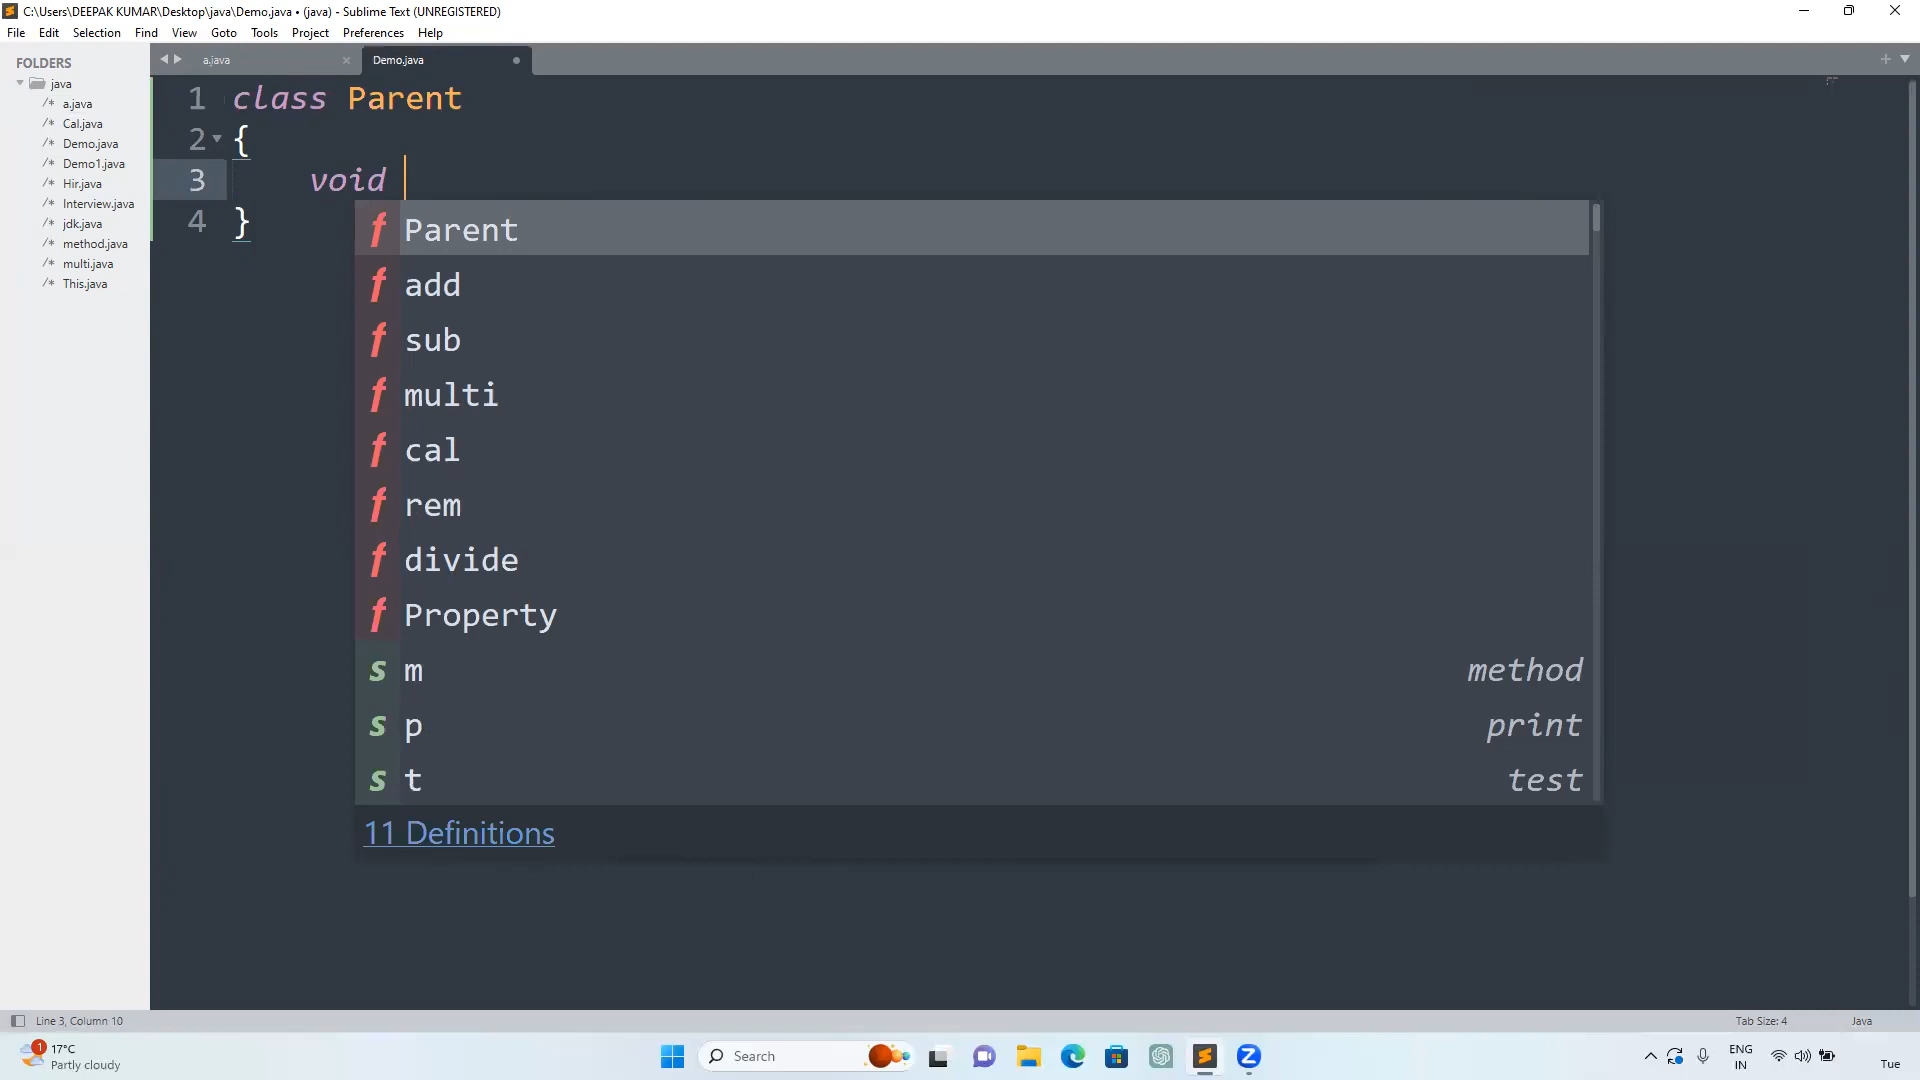 C:\Users\DEEPAK KUMAR\Desktop\java\Demo.java • (java) - Sublime Text (UNREGISTERED)
File Edit Selection Find View Goto Tools Project Preferences Help
FOLDERS
java
/* a.java
/* Cal.java
/* Demo.java
/* Demo1.java
/* Hir.java
/* Interview.java
/* jdk.java
/* method.java
/* multi.java
/* This.java
a.java
Demo.java
1 class Parent
2 {
3 void
4 }
f Parent
f add
f sub
f multi
f cal
f rem
f divide
f Property
s m method
s p print
s t test
11 Definitions
Line 3, Column 10
Tab Size: 4
Java
1
17°C
Partly cloudy
Search
ENG
IN
Tue